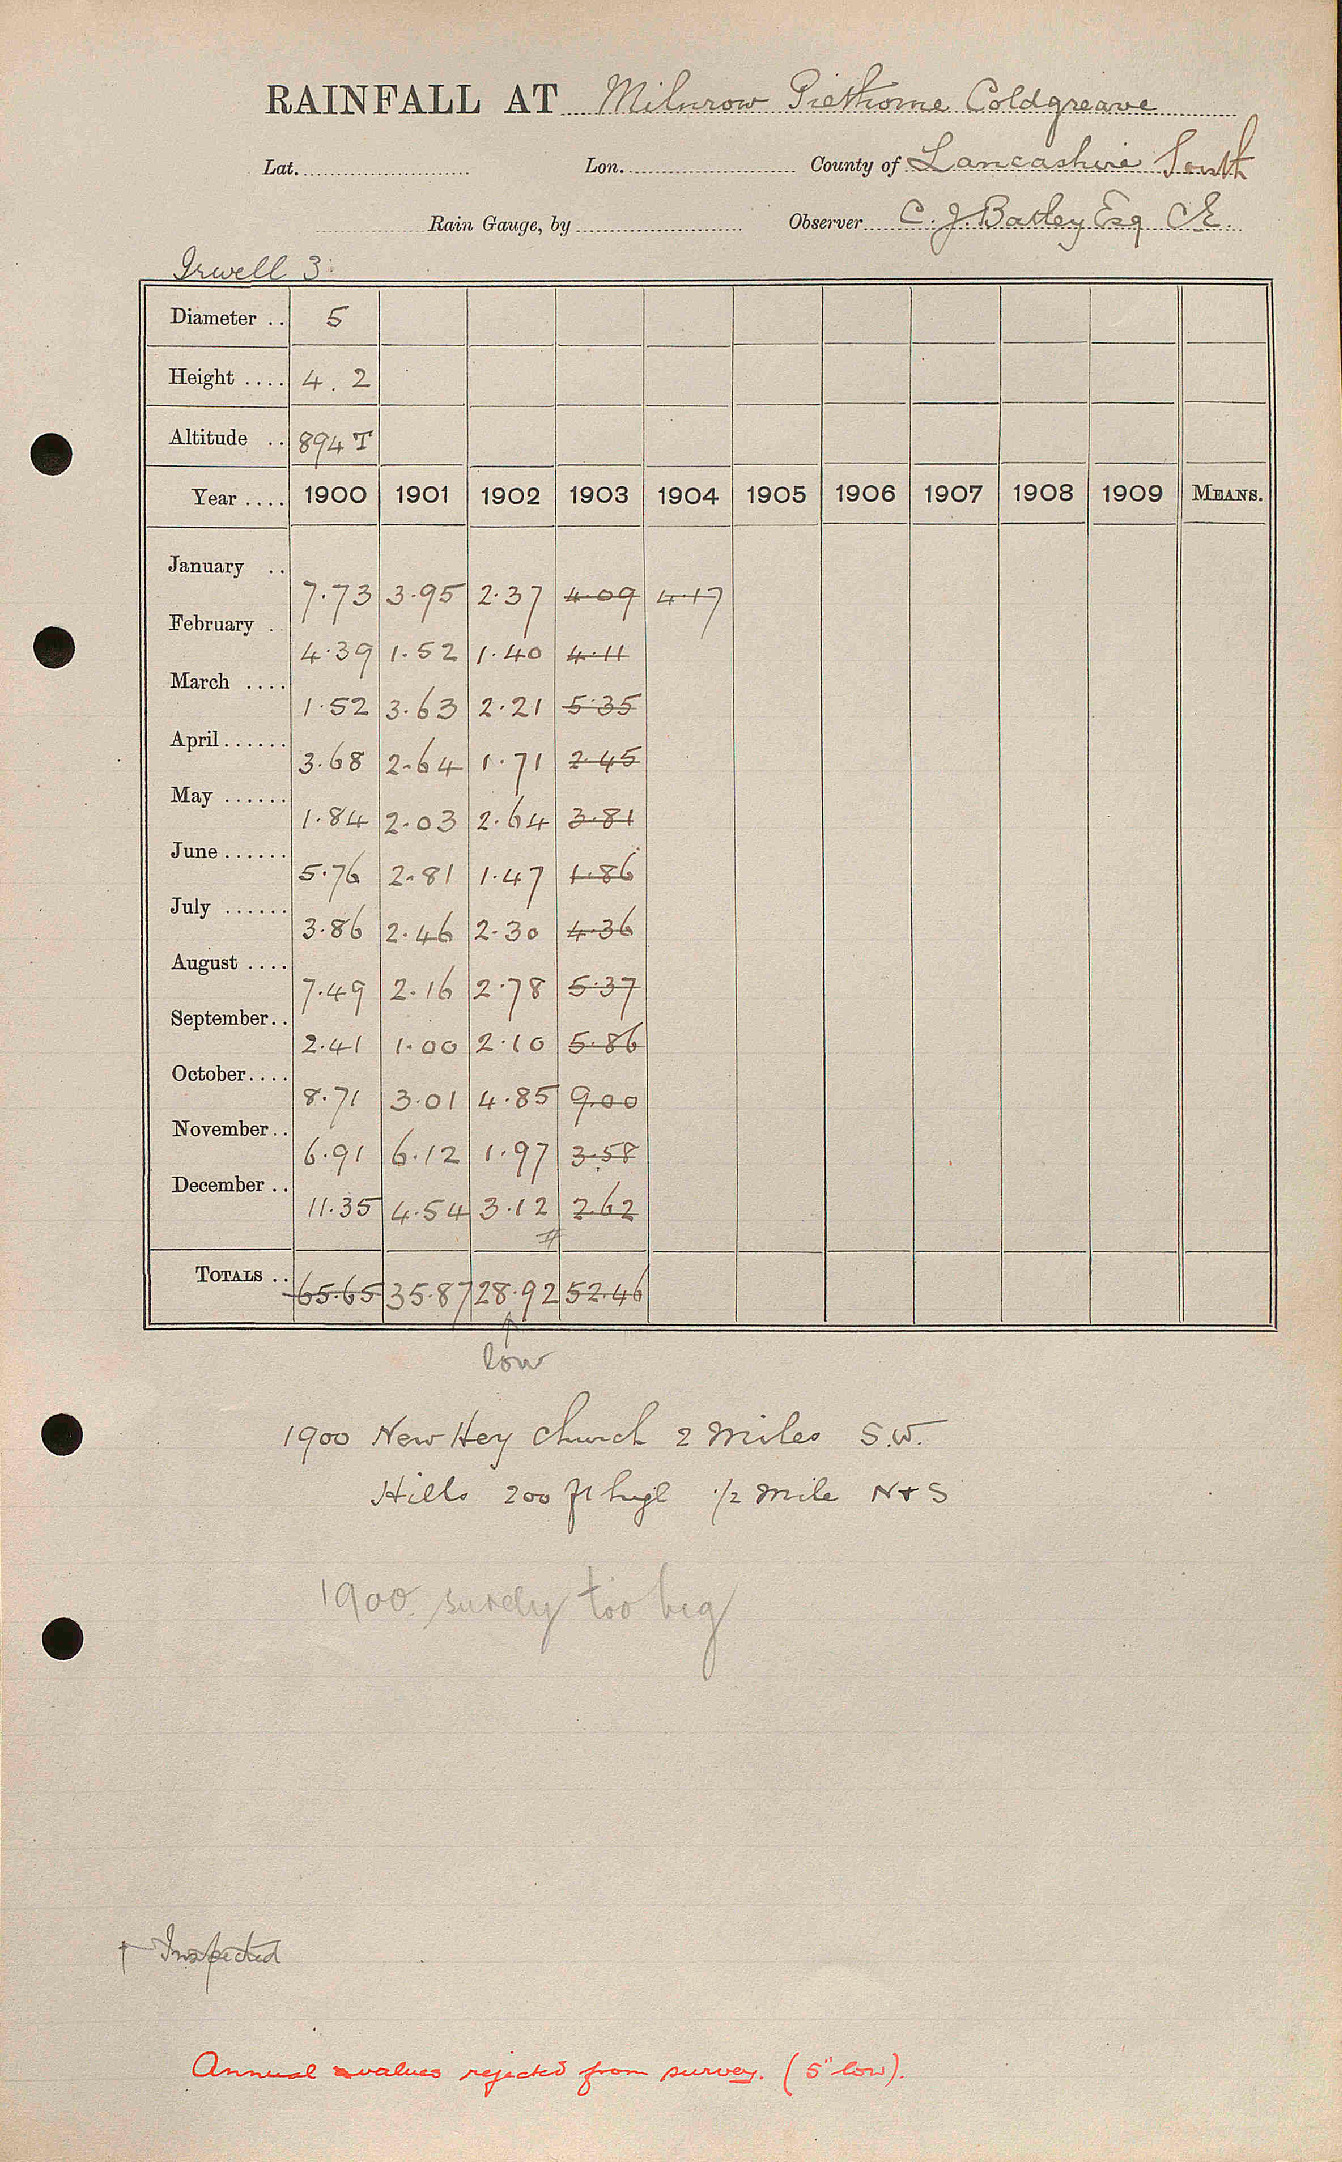 RAINFALL AT Milnrow Piethorne Coldgreave
Lat. Lon. County of Lancashire South
Rain Gauge, by Observer C. J. Batley Esq CE
Irwell 3.
Diameter .. 5
Height .... 4. 2
Altitude .. 894 T
Year .... 1900 1901 1902 1903 1904 1905 1906 1907 1908 1909 MEANS.
January .. 7.73 3.95 2.37 4.09 4.17
February . 4.39 1.52 1.40 4.11
March .... 1.52 3.63 2.21 5.35
April ...... 3.68 2.64 1.71 2.45
May ...... 1.84 2.03 2.64 3.81
June ...... 5.76 2.81 1.47 1.86
July ...... 3.86 2.46 2.30 4.36
August .... 7.49 2.16 2.78 5.37
September.. 2.41 1.00 2.10 5.86
October.... 8.71 3.01 4.85 9.00
November.. 6.91 6.12 1.97 3.58
December .. 11.35 4.54 3.12 2.62
TOTALS .. 65.65 35.87 28.92 52.46
low
1900 New Hey Church 2 miles S.W.
Hills 200 ft high 1/2 mile N + S
1900 surely too big
† Inspected
Annual values rejected from survey. (5" low).